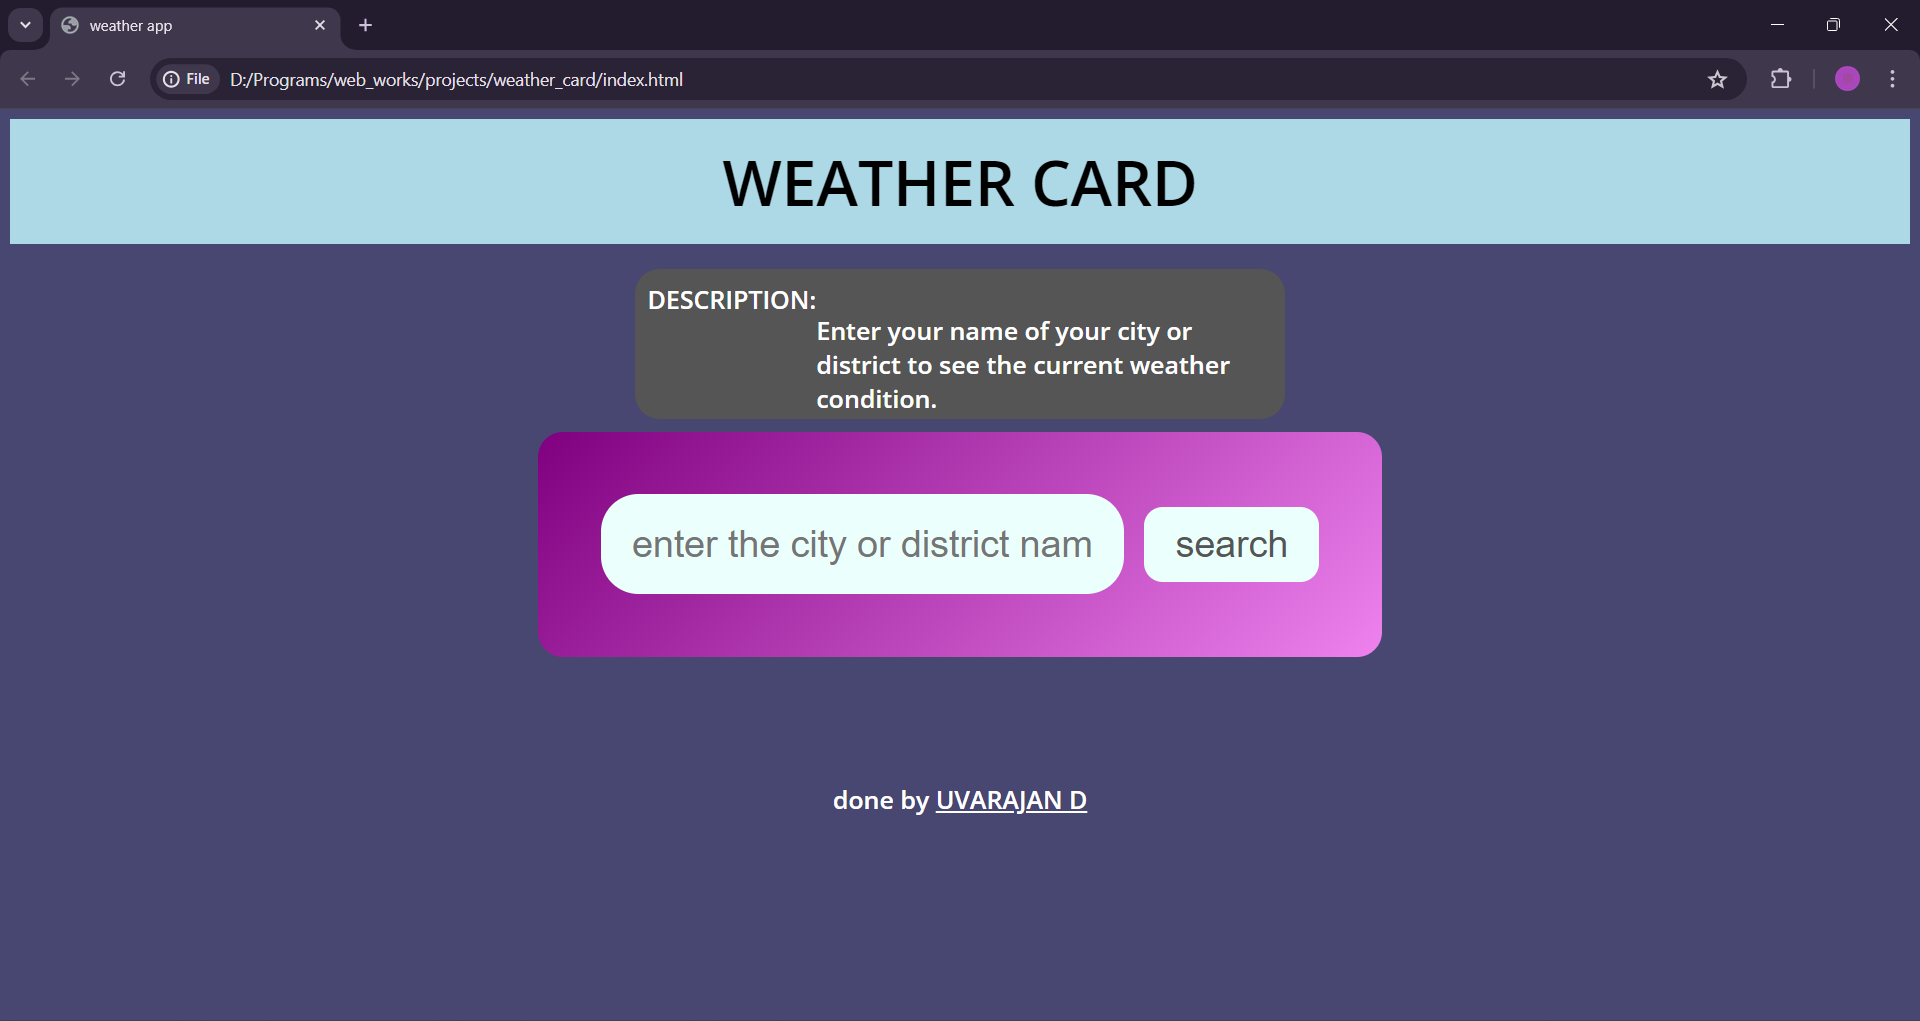 weather app
File D:/Programs/web_works/projects/weather_card/index.html
WEATHER CARD
DESCRIPTION:
Enter your name of your city or
district to see the current weather
condition.
enter the city or district nam
search
done by UVARAJAN D